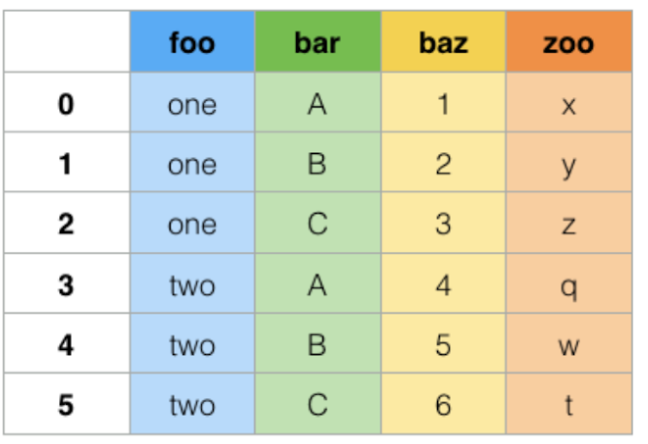 foo bar baz zoo
0 one A 1 x
1 one B 2 y
2 one C 3 z
3 two A 4 q
4 two B 5 w
5 two C 6 t